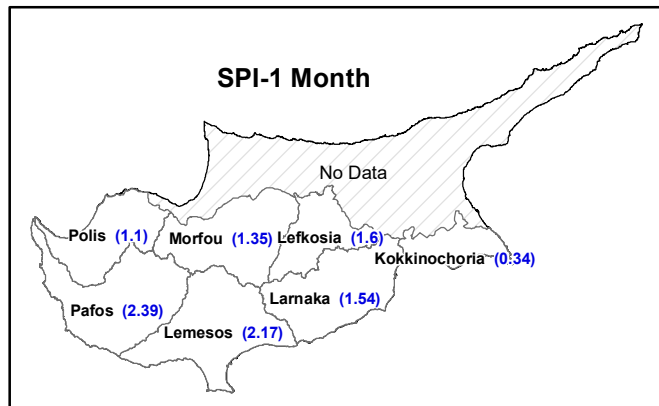 SPI-1 Month
No Data
Polis (1.1)
Morfou (1.35)
Lefkosia (1.6)
Kokkinochoria (0.34)
Pafos (2.39)
Larnaka (1.54)
Lemesos (2.17)